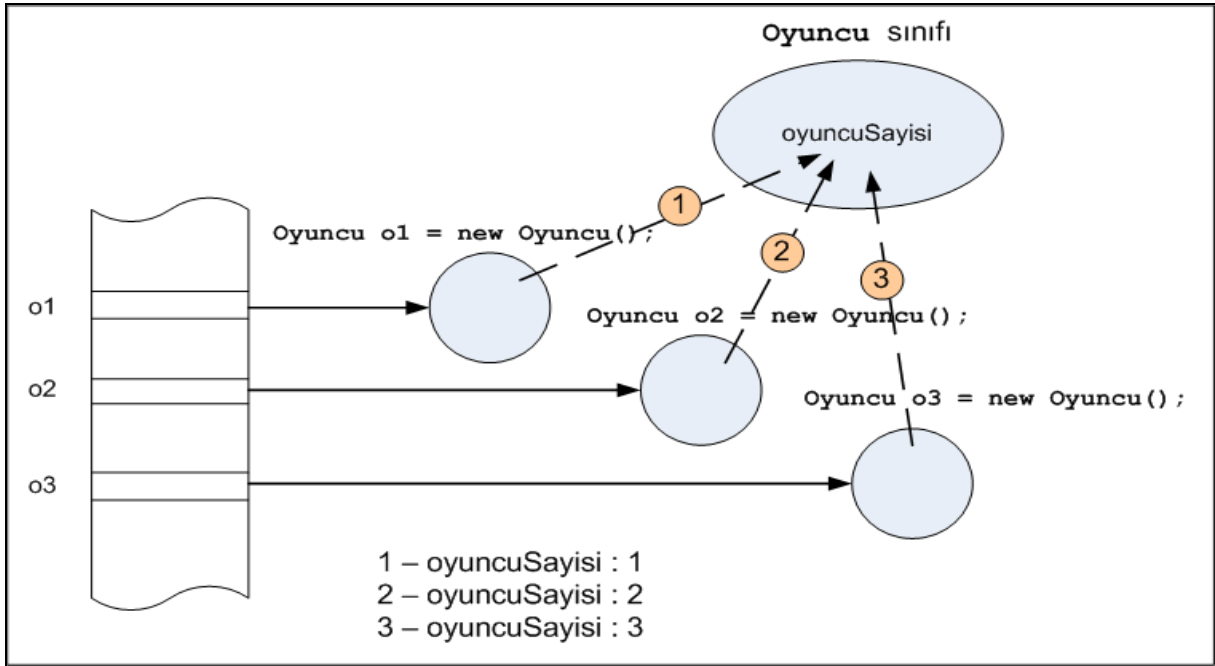 Oyuncu sınıfı
oyuncuSayisi
1
Oyuncu o1 = new Oyuncu();
2
3
o1
Oyuncu o2 = new Oyuncu();
o2
Oyuncu o3 = new Oyuncu();
o3
1 – oyuncuSayisi : 1
2 – oyuncuSayisi : 2
3 – oyuncuSayisi : 3